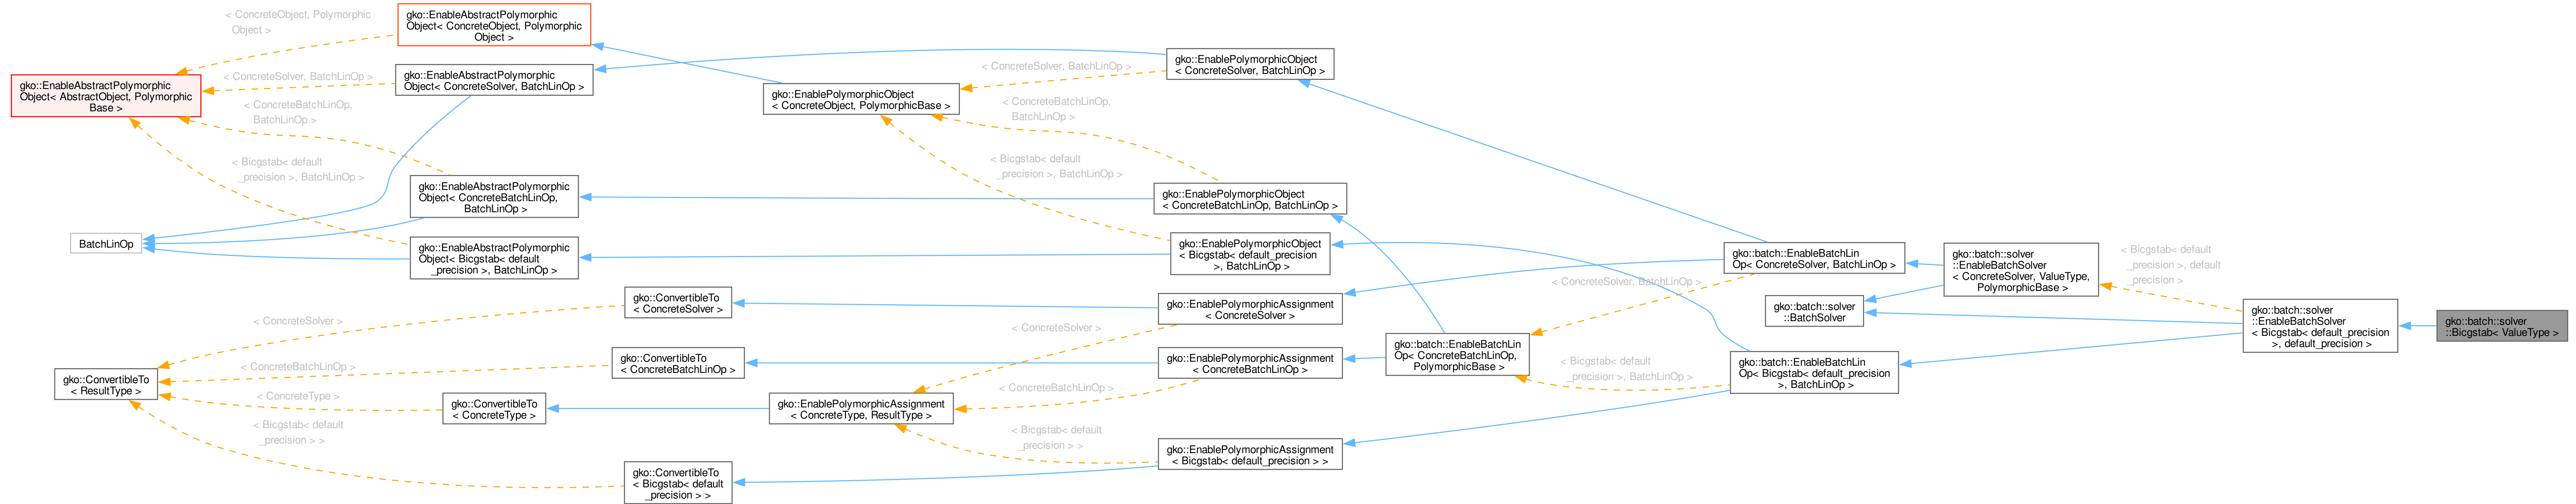 < ConcreteObject, Polymorphic
Object >
gko::EnableAbstractPolymorphic
Object< ConcreteObject, Polymorphic
Object >
gko::EnableAbstractPolymorphic
Object< AbstractObject, Polymorphic
Base >
< ConcreteSolver, BatchLinOp >
gko::EnableAbstractPolymorphic
Object< ConcreteSolver, BatchLinOp >
< ConcreteBatchLinOp,
BatchLinOp >
< Bicgstab< default
_precision >, BatchLinOp >
gko::EnableAbstractPolymorphic
Object< ConcreteBatchLinOp,
BatchLinOp >
BatchLinOp
gko::EnableAbstractPolymorphic
Object< Bicgstab< default
_precision >, BatchLinOp >
gko::EnablePolymorphicObject
< ConcreteObject, PolymorphicBase >
< ConcreteSolver, BatchLinOp >
gko::EnablePolymorphicObject
< ConcreteSolver, BatchLinOp >
< ConcreteBatchLinOp,
BatchLinOp >
< Bicgstab< default
_precision >, BatchLinOp >
gko::EnablePolymorphicObject
< ConcreteBatchLinOp, BatchLinOp >
gko::EnablePolymorphicObject
< Bicgstab< default_precision
>, BatchLinOp >
gko::ConvertibleTo
< ResultType >
< ConcreteSolver >
gko::ConvertibleTo
< ConcreteSolver >
< ConcreteBatchLinOp >
gko::ConvertibleTo
< ConcreteBatchLinOp >
< ConcreteType >
gko::ConvertibleTo
< ConcreteType >
< Bicgstab< default
_precision > >
gko::ConvertibleTo
< Bicgstab< default
_precision > >
gko::EnablePolymorphicAssignment
< ConcreteType, ResultType >
< ConcreteSolver >
gko::EnablePolymorphicAssignment
< ConcreteSolver >
< ConcreteBatchLinOp >
gko::EnablePolymorphicAssignment
< ConcreteBatchLinOp >
< Bicgstab< default
_precision > >
gko::EnablePolymorphicAssignment
< Bicgstab< default_precision > >
gko::batch::EnableBatchLin
Op< ConcreteBatchLinOp,
PolymorphicBase >
< ConcreteSolver, BatchLinOp >
< Bicgstab< default
_precision >, BatchLinOp >
gko::batch::EnableBatchLin
Op< ConcreteSolver, BatchLinOp >
gko::batch::solver
::BatchSolver
gko::batch::EnableBatchLin
Op< Bicgstab< default_precision
>, BatchLinOp >
gko::batch::solver
::EnableBatchSolver
< ConcreteSolver, ValueType,
PolymorphicBase >
< Bicgstab< default
_precision >, default
_precision >
gko::batch::solver
::EnableBatchSolver
< Bicgstab< default_precision
>, default_precision >
gko::batch::solver
::Bicgstab< ValueType >